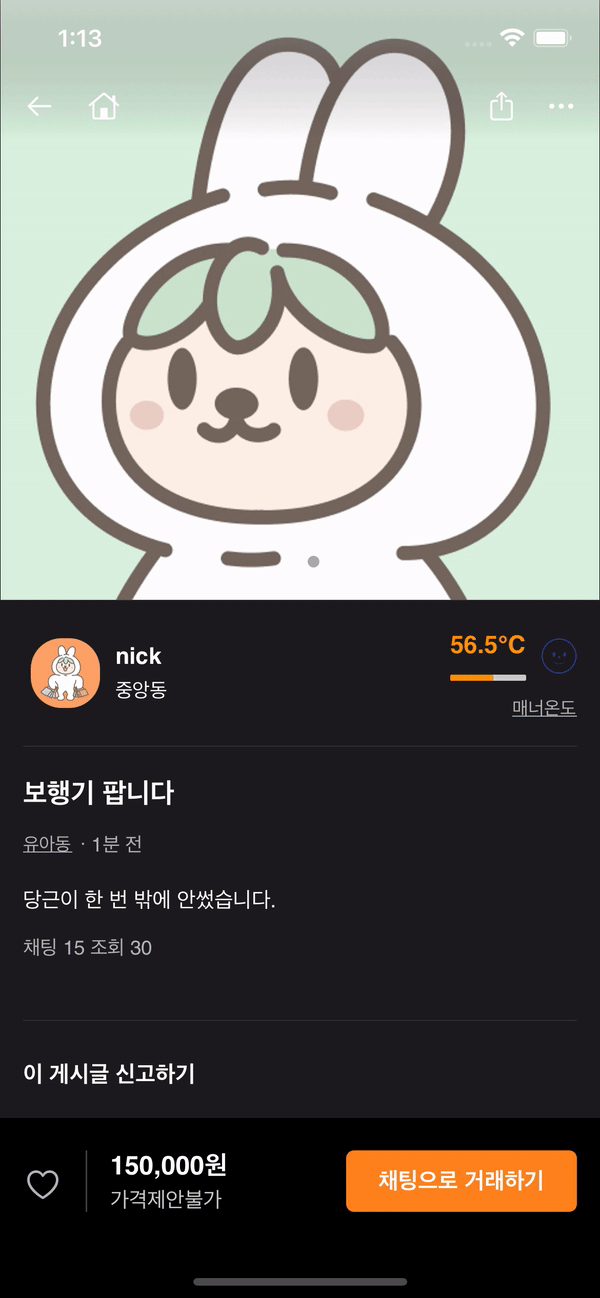 1:13
nick
56.5°C
중앙동
매너온도
보행기 팝니다
유아동 · 1분 전
당근이 한 번 밖에 안썼습니다.
채팅 15 조회 30
이 게시글 신고하기
150,000원
가격제안불가
채팅으로 거래하기